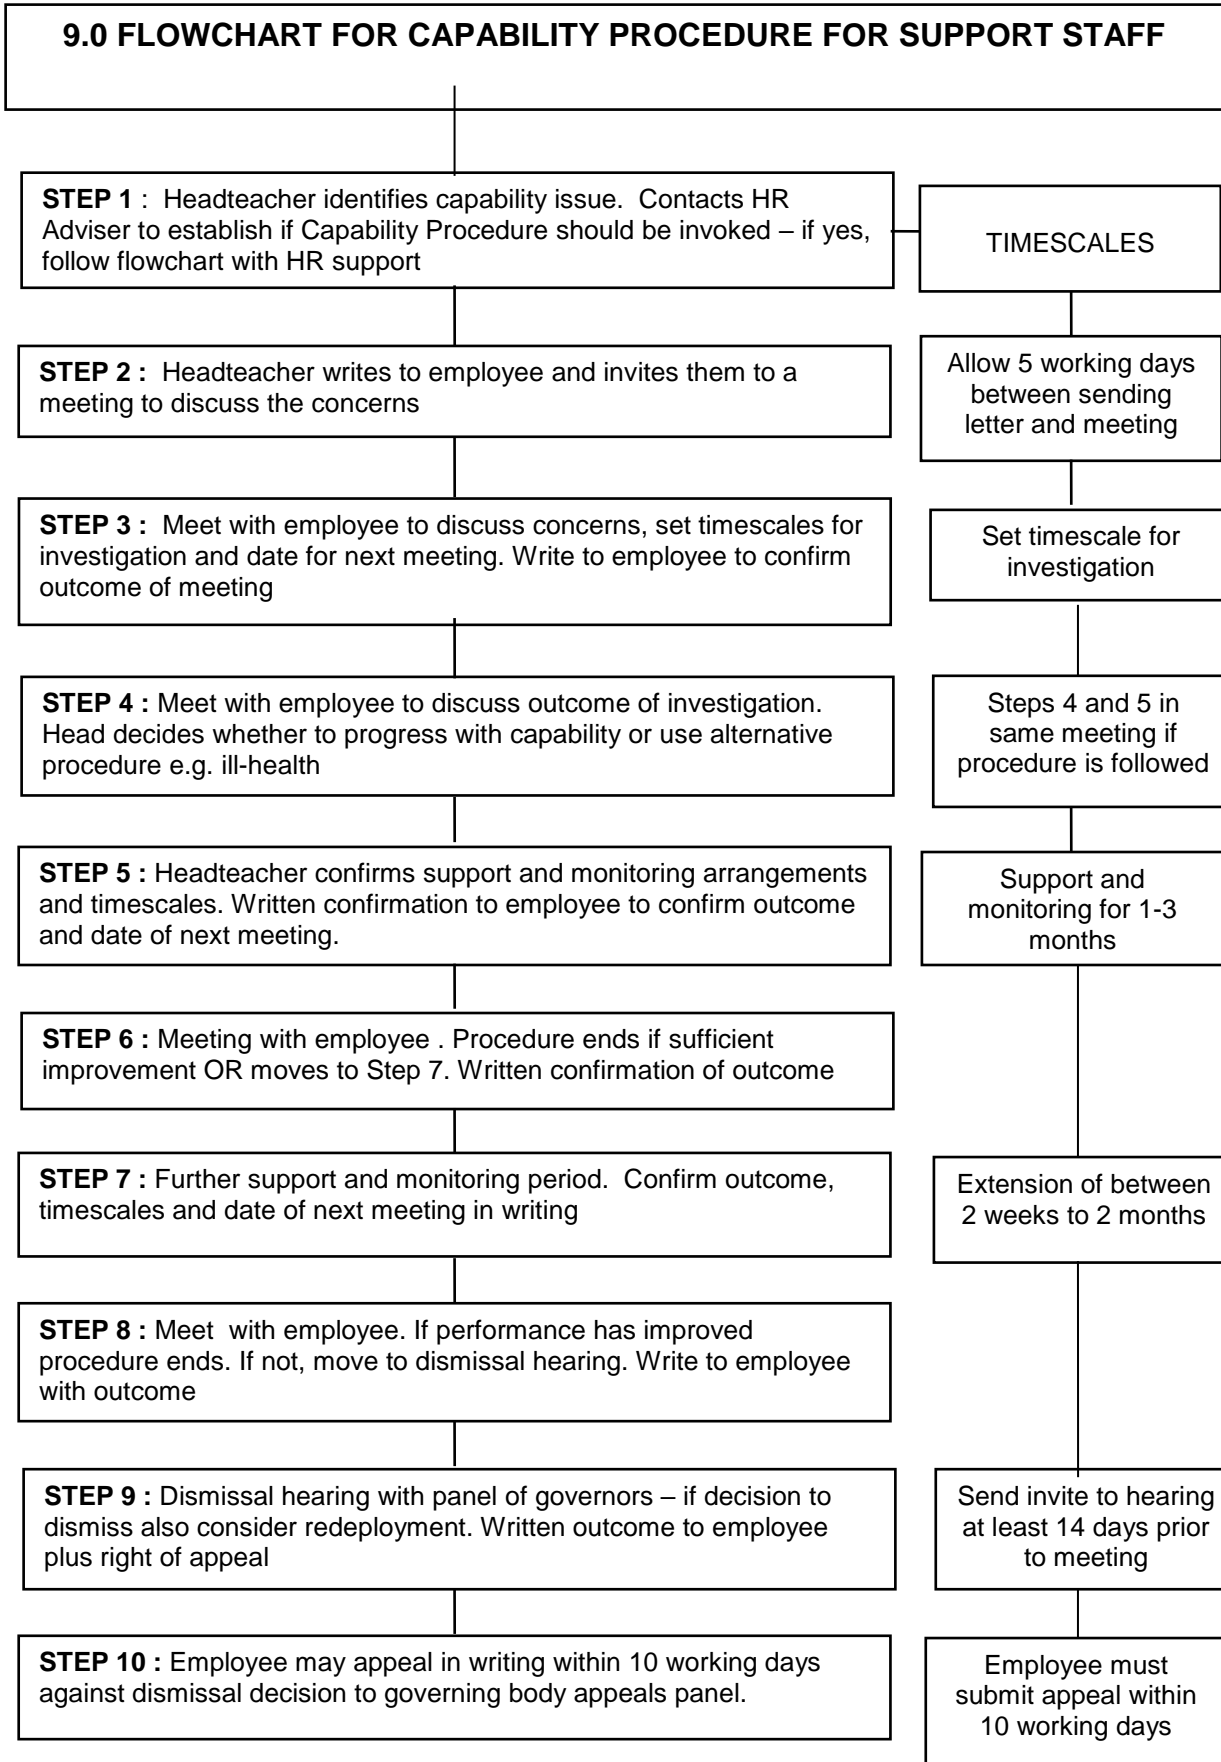 9.0 FLOWCHART FOR CAPABILITY PROCEDURE FOR SUPPORT STAFF
STEP 1 :  Headteacher identifies capability issue.  Contacts HR
Adviser to establish if Capability Procedure should be invoked – if yes,
follow flowchart with HR support
TIMESCALES
STEP 2 :  Headteacher writes to employee and invites them to a
meeting to discuss the concerns
Allow 5 working days
between sending
letter and meeting
STEP 3 :  Meet with employee to discuss concerns, set timescales for
investigation and date for next meeting. Write to employee to confirm
outcome of meeting
Set timescale for
investigation
STEP 4 : Meet with employee to discuss outcome of investigation.
Head decides whether to progress with capability or use alternative
procedure e.g. ill-health
Steps 4 and 5 in
same meeting if
procedure is followed
STEP 5 : Headteacher confirms support and monitoring arrangements
and timescales. Written confirmation to employee to confirm outcome
and date of next meeting.
Support and
monitoring for 1-3
months
STEP 6 : Meeting with employee . Procedure ends if sufficient
improvement OR moves to Step 7. Written confirmation of outcome
STEP 7 : Further support and monitoring period.  Confirm outcome,
timescales and date of next meeting in writing
Extension of between
2 weeks to 2 months
STEP 8 : Meet  with employee. If performance has improved
procedure ends. If not, move to dismissal hearing. Write to employee
with outcome
STEP 9 : Dismissal hearing with panel of governors – if decision to
dismiss also consider redeployment. Written outcome to employee
plus right of appeal
Send invite to hearing
at least 14 days prior
to meeting
STEP 10 : Employee may appeal in writing within 10 working days
against dismissal decision to governing body appeals panel.
Employee must
submit appeal within
10 working days